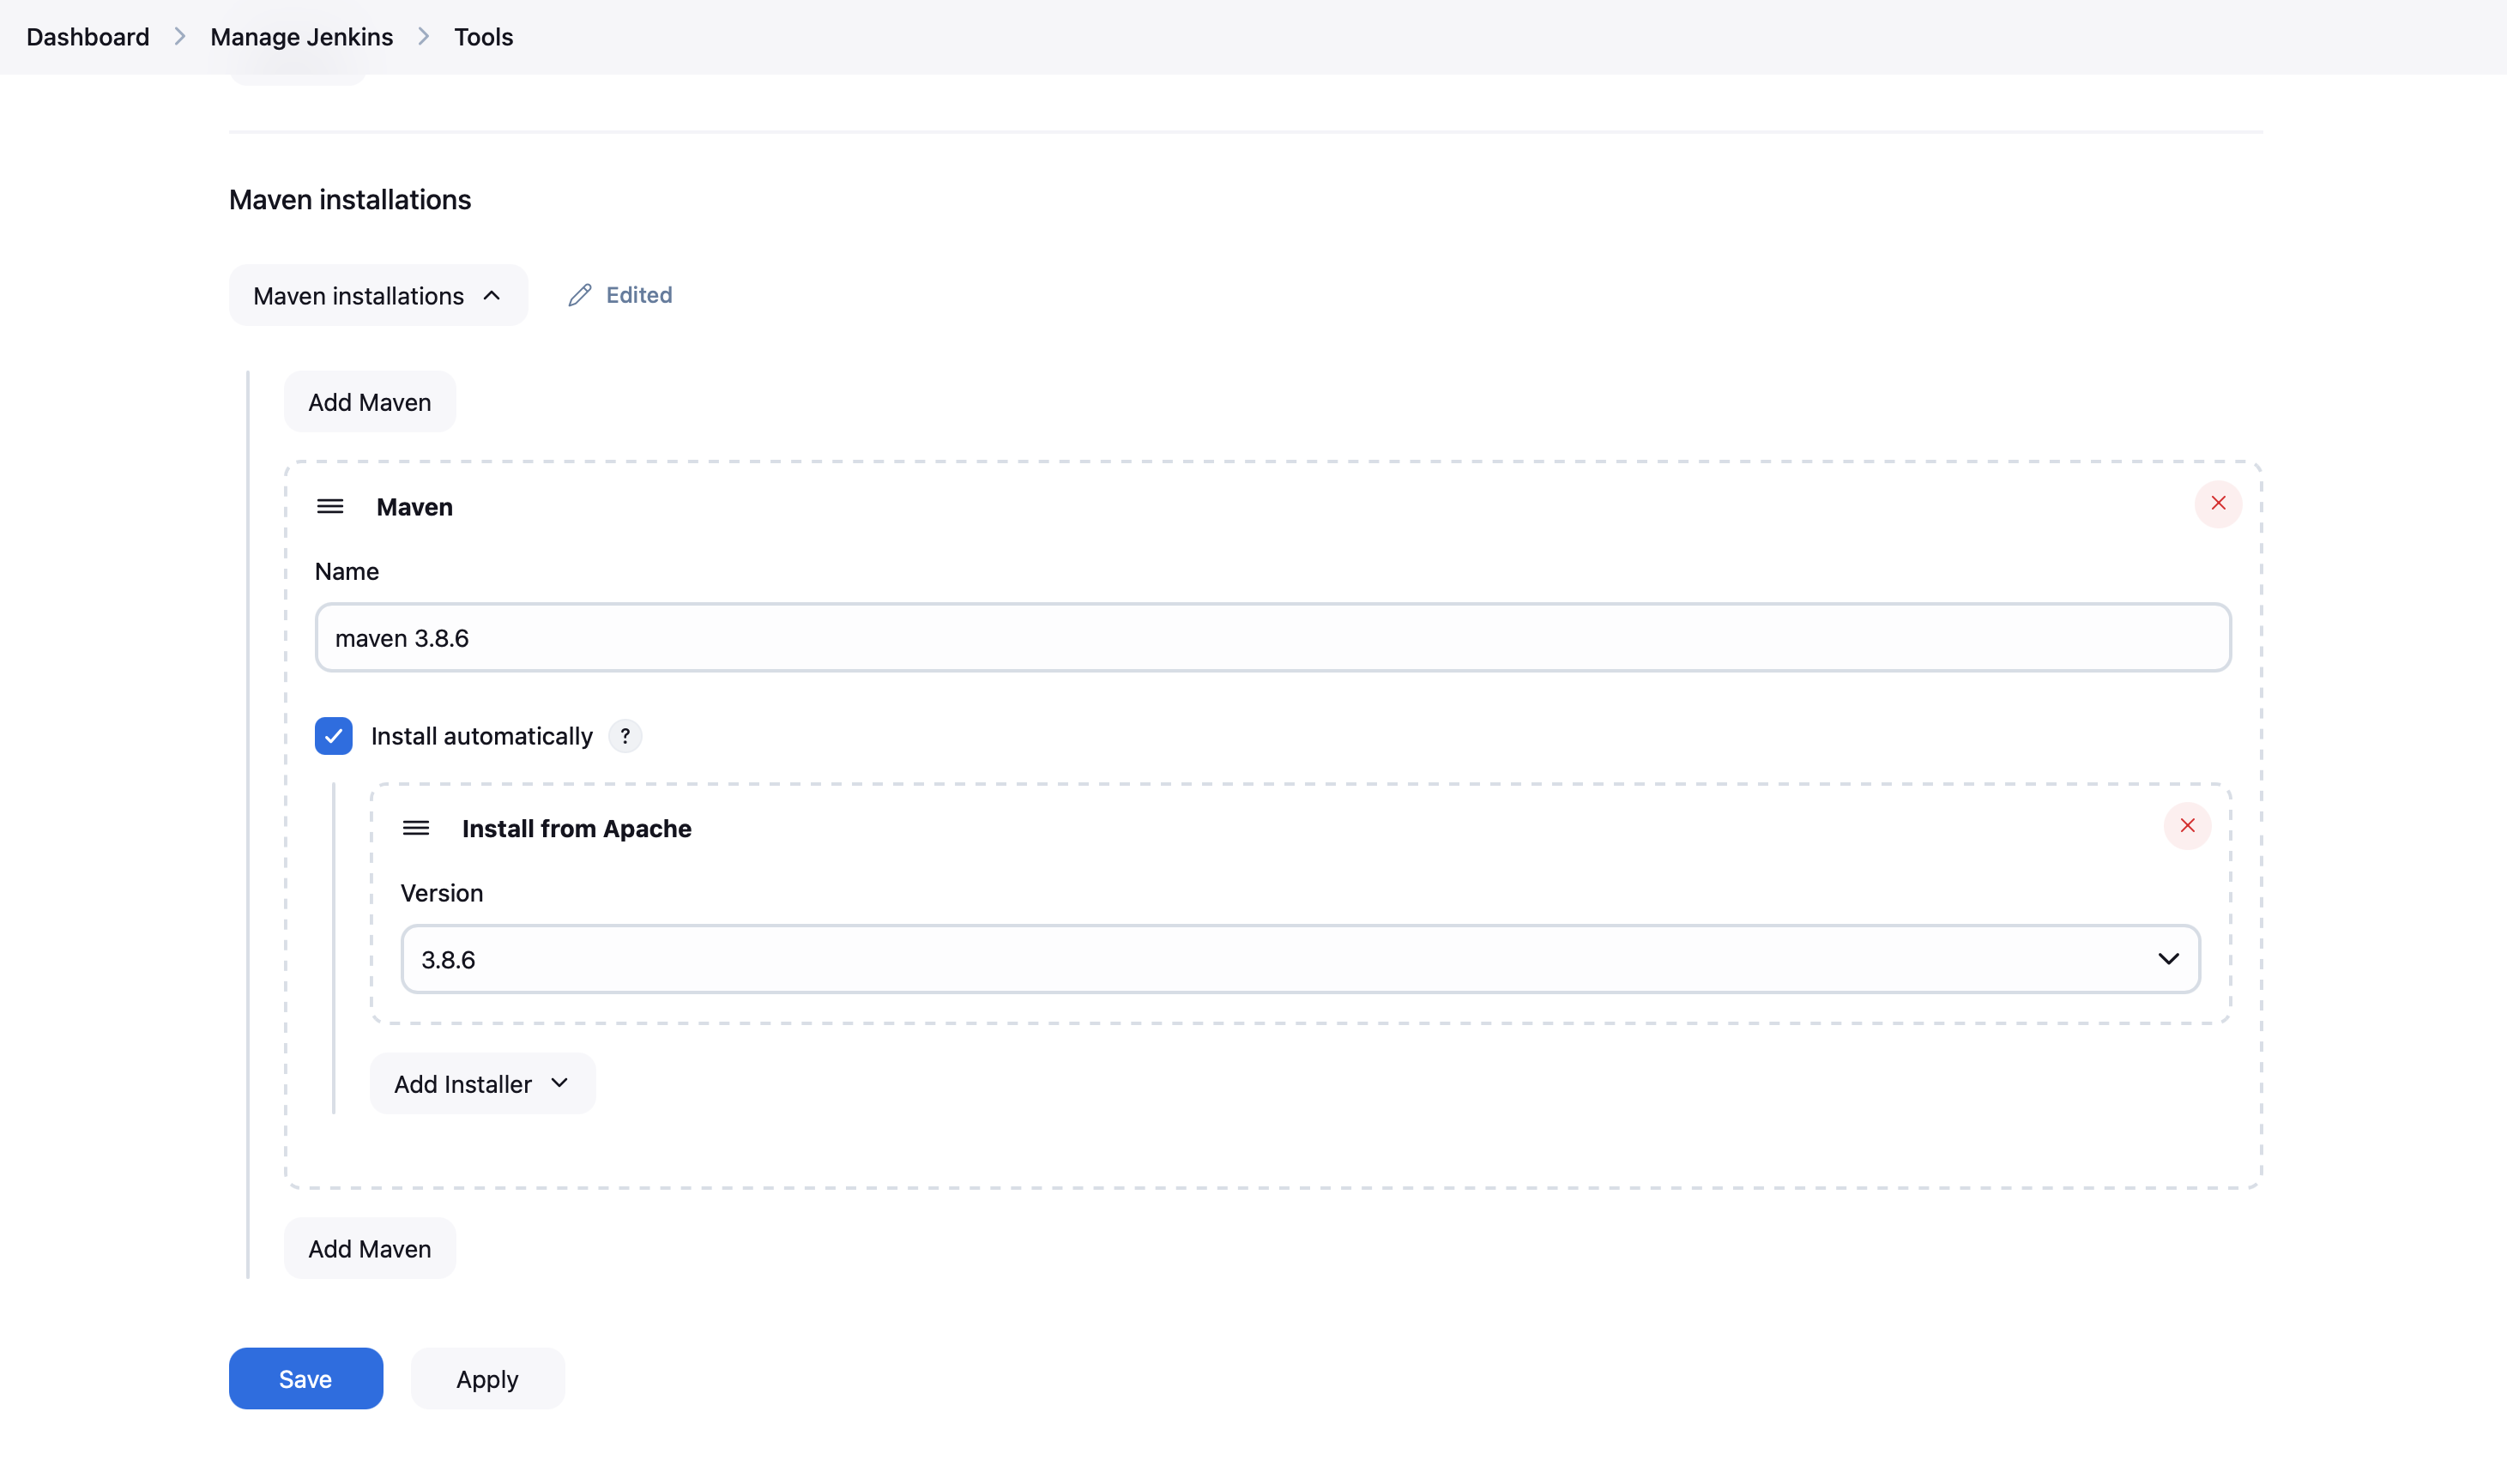 Dashboard > Manage Jenkins > Tools
Maven installations
Maven installations Edited
Add Maven
Maven
Name
maven 3.8.6
Install automatically ?
Install from Apache
Version
3.8.6
Add Installer
Add Maven
Save Apply